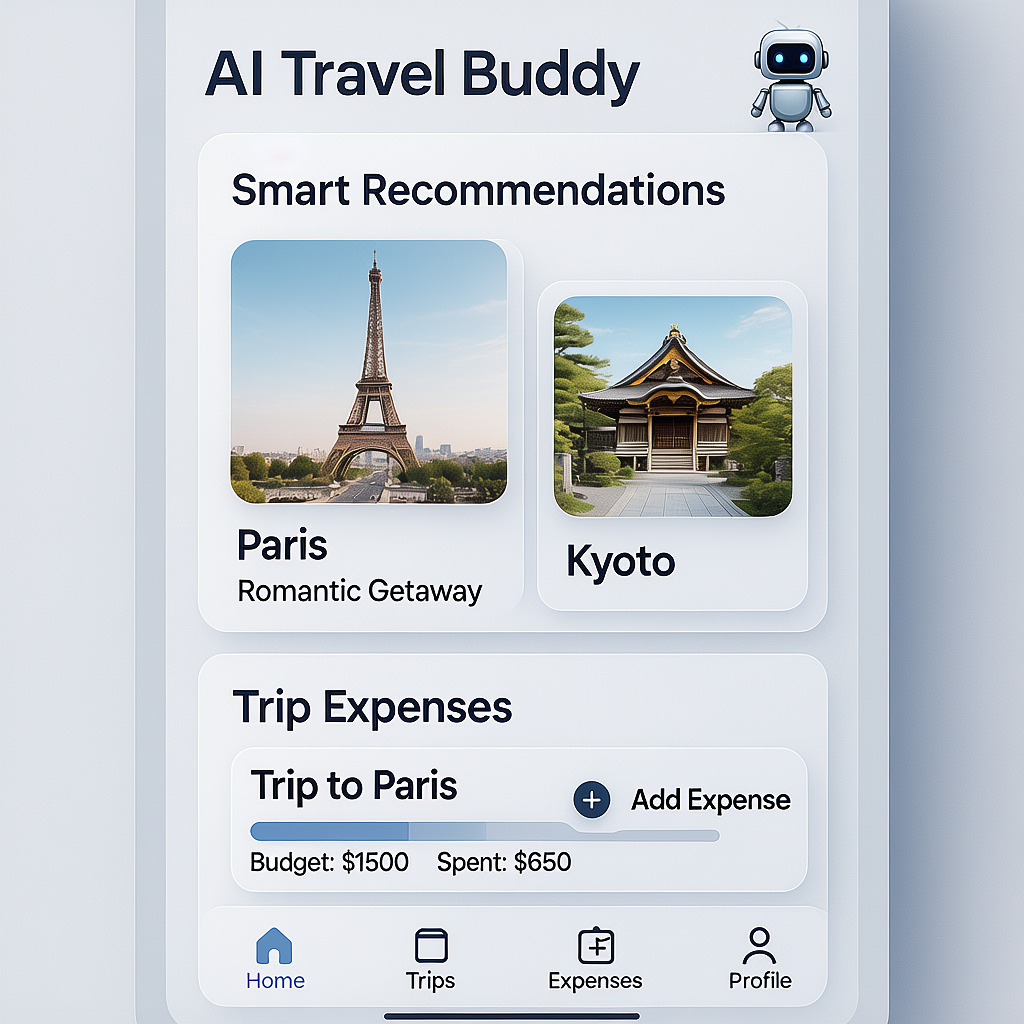 AI Travel Buddy
Smart Recommendations
Paris
Romantic Getaway
Kyoto
Trip Expenses
Trip to Paris
Add Expense
Budget: $1500 Spent: $650
Home Trips Expenses Profile